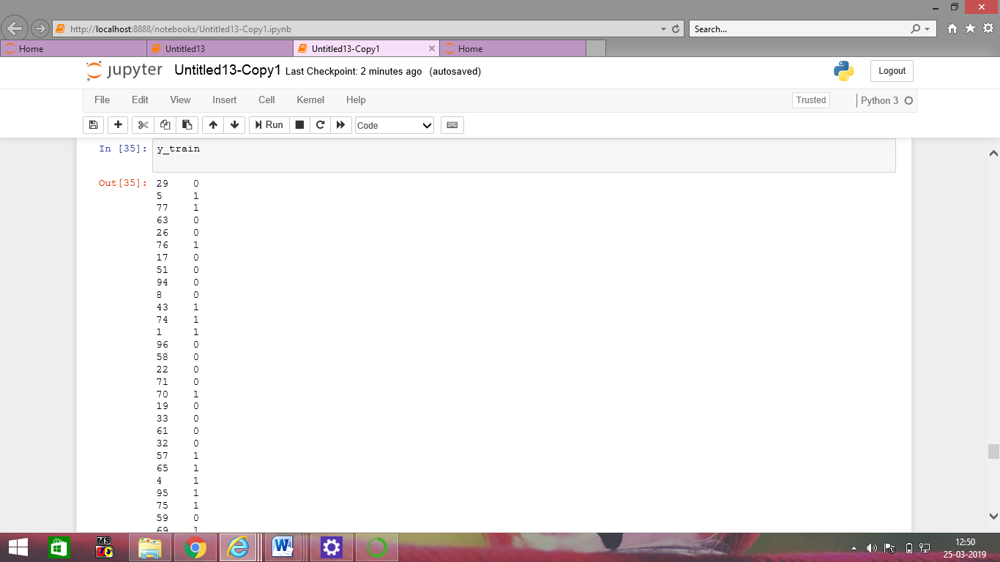 http://localhost:8888/notebooks/Untitled13-Copy1.ipynb
Search...
Home
Untitled13
Untitled13-Copy1
Home
jupyter Untitled13-Copy1 Last Checkpoint: 2 minutes ago (autosaved)
Logout
File Edit View Insert Cell Kernel Help
Trusted
Python 3
Run
Code
In [35]: y_train
Out[35]: 29 0
5 1
77 1
63 0
26 0
76 1
17 0
51 0
94 0
8 0
43 1
74 1
1 1
96 0
58 0
22 0
71 0
70 1
19 0
33 0
61 0
32 0
57 1
65 1
4 1
95 1
75 1
59 0
69 1
MS
12:50
25-03-2019